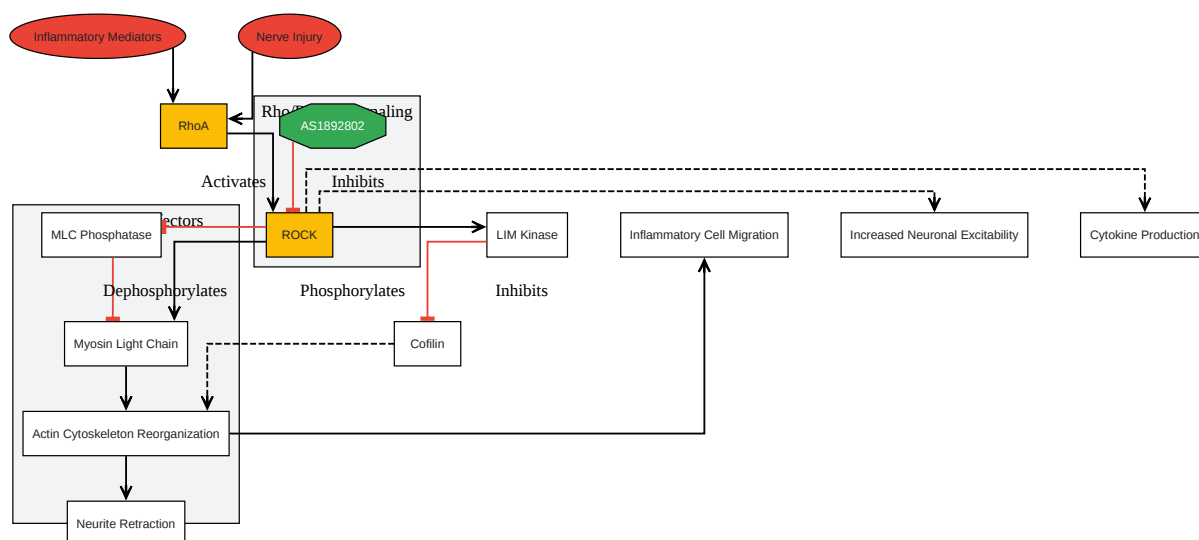 Inflammatory Mediators
Nerve Injury
RhoA
AS1892802
Activates
Inhibits
MLC Phosphatase
ROCK
LIM Kinase
Inflammatory Cell Migration
Increased Neuronal Excitability
Cytokine Production
Dephosphorylates
Phosphorylates
Inhibits
Myosin Light Chain
Cofilin
Actin Cytoskeleton Reorganization
Neurite Retraction